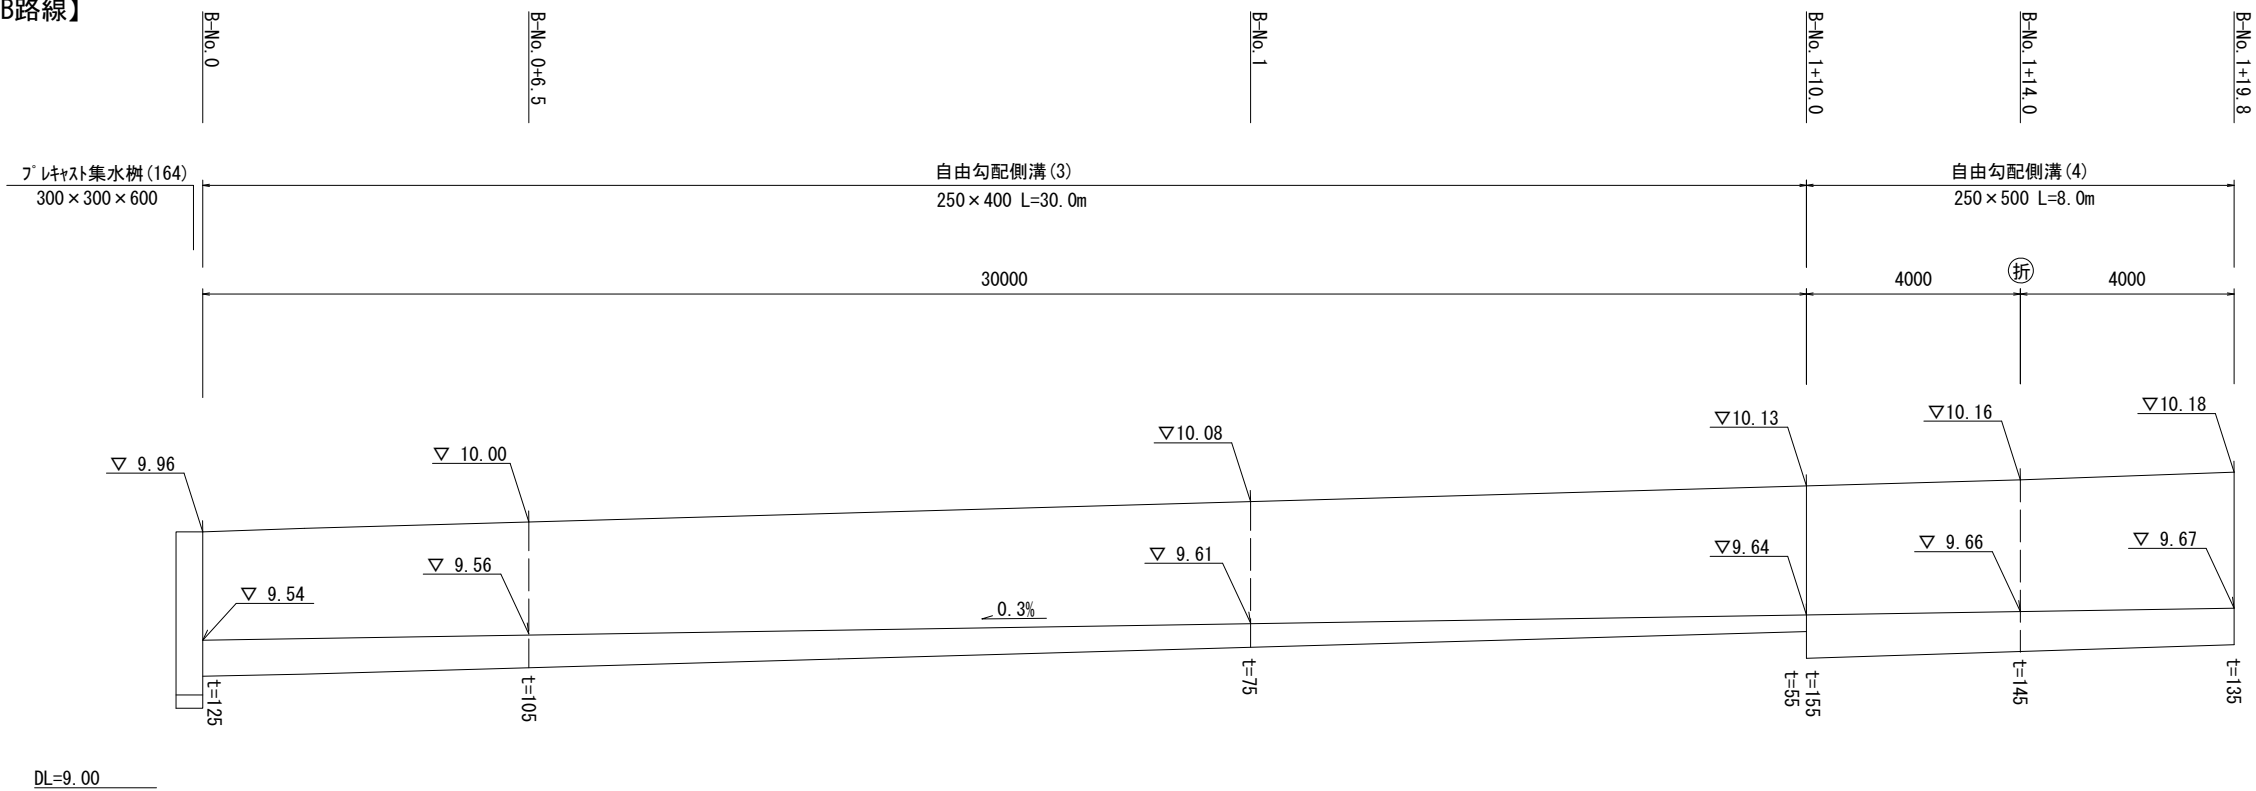 B路線】
B-No.0
B-No.0+6.5
B-No.1
B-No.1+10.0
B-No.1+14.0
B-No.1+19.8
プレキャスト集水桝(164)
300×300×600
自由勾配側溝(3)
250×400 L=30.0m
自由勾配側溝(4)
250×500 L=8.0m
30000
4000
折
4000
▽ 9.96
▽ 10.00
▽10.08
▽10.13
▽10.16
▽10.18
▽ 9.54
▽ 9.56
▽ 9.61
▽9.64
▽ 9.66
▽ 9.67
0.3%
t=125
t=105
t=75
t=55
t=155
t=145
t=135
DL=9.00